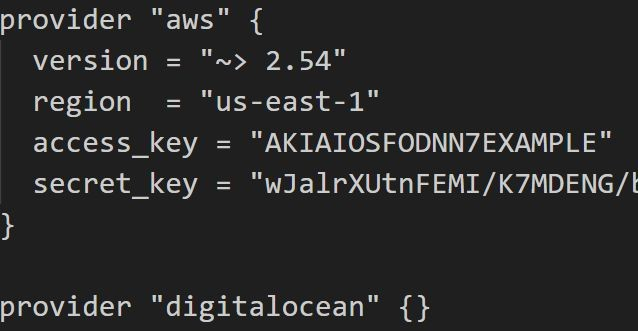 provider "aws" {
  version = "~> 2.54"
  region  = "us-east-1"
  access_key = "AKIAIOSFODNN7EXAMPLE"
  secret_key = "wJalrXUtnFEMI/K7MDENG/b
}

provider "digitalocean" {}